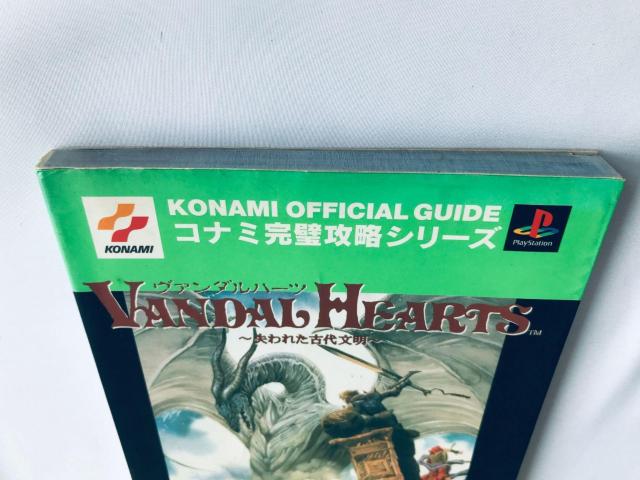 KONAMI
KONAMI OFFICIAL GUIDE
コナミ完璧攻略シリーズ
PlayStation
ヴァンダルハーツ
VANDAL HEARTS™
～失われた古代文明～